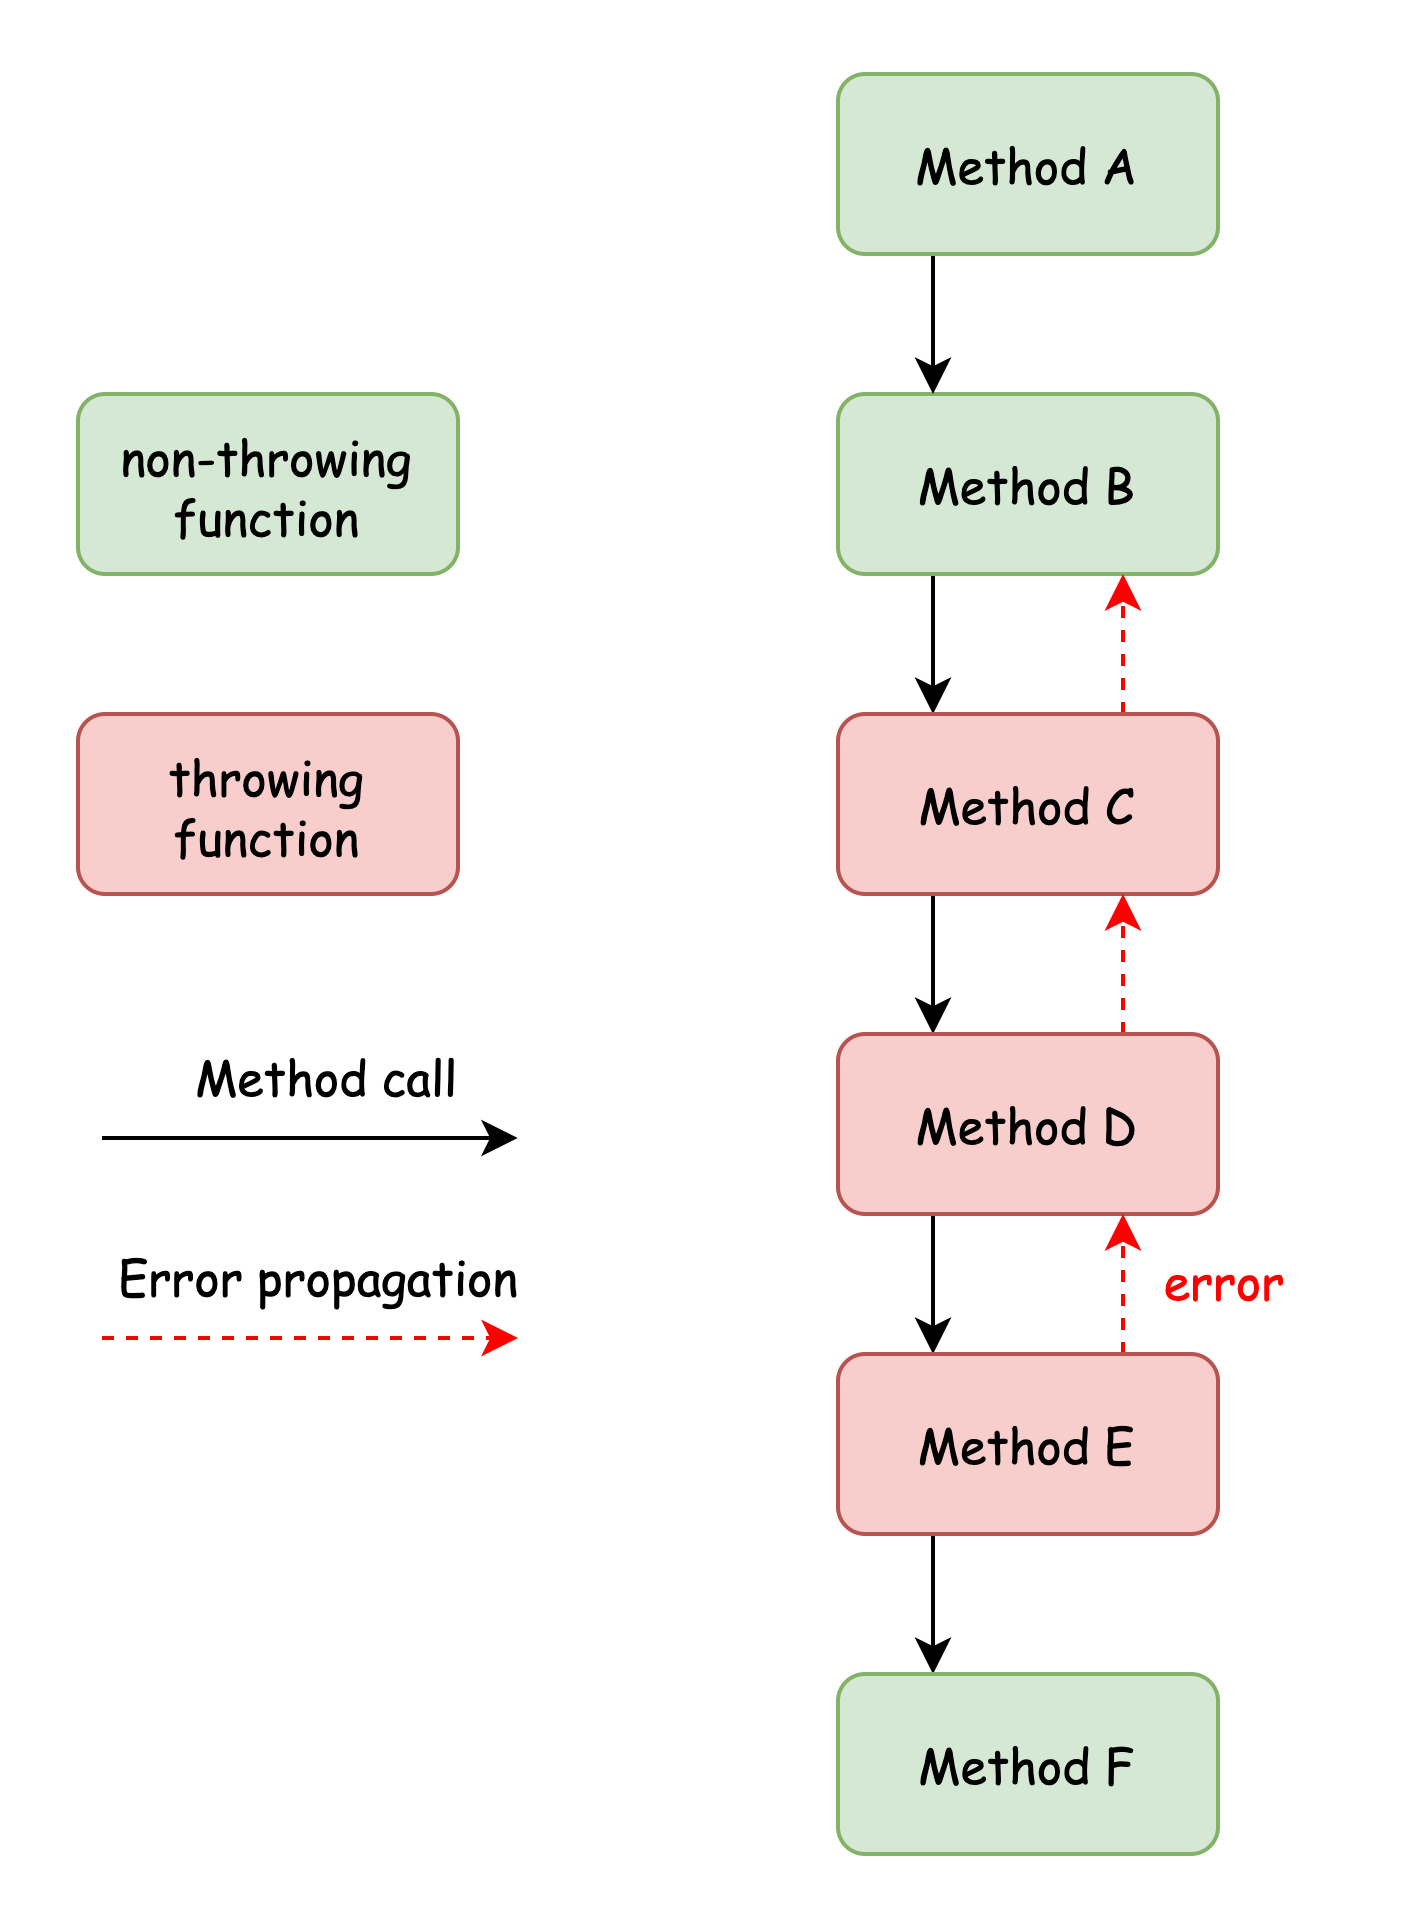 Method A
non-throwing
function
Method B
throwing
function
Method C
Method call
Method D
Error propagation
error
Method E
Method F